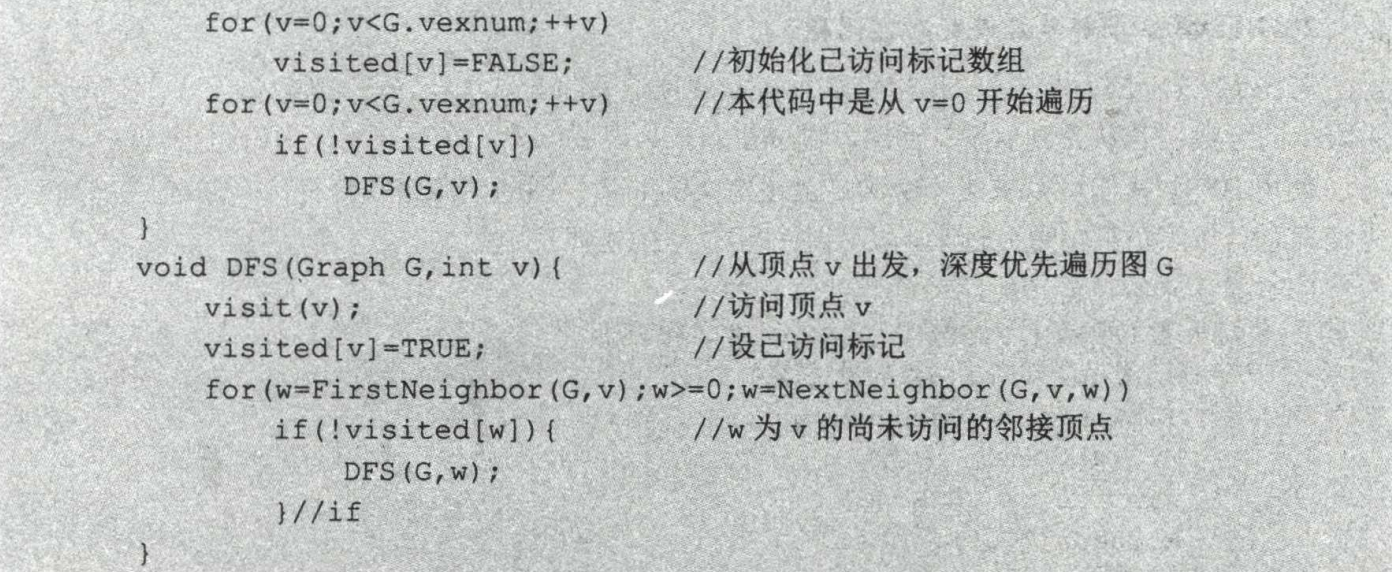 for(v=0;v<G.vexnum;++v)
visited[v]=FALSE; //初始化已访问标记数组
for(v=0;v<G.vexnum;++v) //本代码中是从 v=0 开始遍历
if(!visited[v])
DFS(G,v);
}
void DFS(Graph G,int v){ //从顶点 v 出发，深度优先遍历图 G
visit(v); //访问顶点 v
visited[v]=TRUE; //设已访问标记
for(w=FirstNeighbor(G,v);w>=0;w=NextNeighbor(G,v,w))
if(!visited[w]){ //w 为 v 的尚未访问的邻接顶点
DFS(G,w);
}//if
}